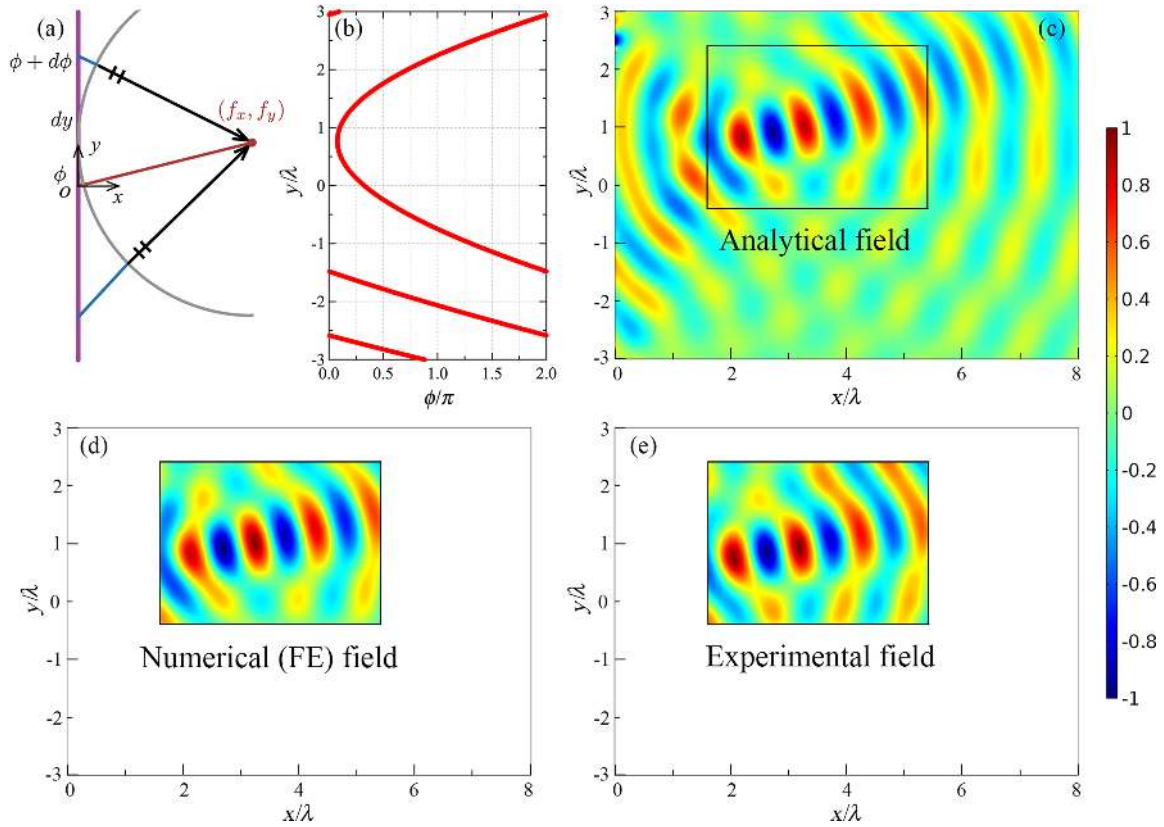 (a)
ϕ + dϕ
(fx, fy)
dy
y
ϕ
o
x
(b)
y/λ
3
2
1
0
-1
-2
-3
0.0 0.5 1.0 1.5 2.0
ϕ/π
(c)
y/λ
3
2
1
0
-1
-2
-3
Analytical field
0 2 4 6 8
x/λ
1
0.8
0.6
0.4
0.2
0
-0.2
-0.4
-0.6
-0.8
-1
(d)
y/λ
3
2
1
0
-1
-2
-3
Numerical (FE) field
0 2 4 6 8
x/λ
(e)
y/λ
3
2
1
0
-1
-2
-3
Experimental field
0 2 4 6 8
x/λ